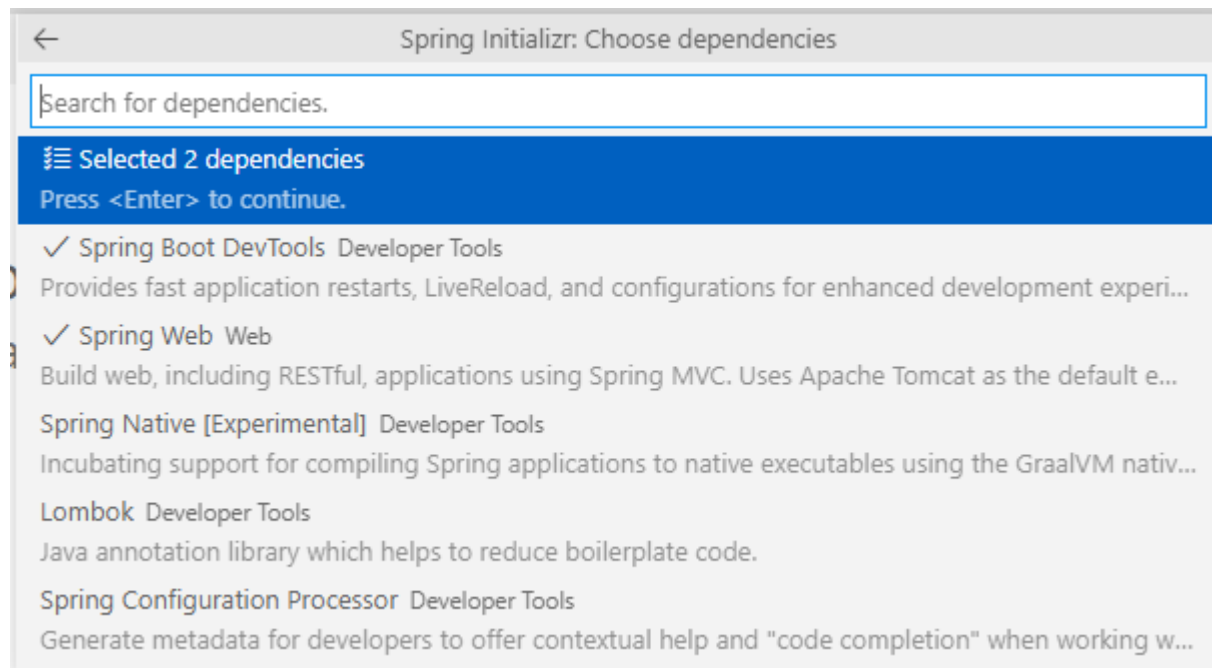 Spring Initializr: Choose dependencies
Search for dependencies.
Selected 2 dependencies
Press <Enter> to continue.
Spring Boot DevTools Developer Tools
Provides fast application restarts, LiveReload, and configurations for enhanced development experi...
Spring Web Web
Build web, including RESTful, applications using Spring MVC. Uses Apache Tomcat as the default e...
Spring Native [Experimental] Developer Tools
Incubating support for compiling Spring applications to native executables using the GraalVM nativ...
Lombok Developer Tools
Java annotation library which helps to reduce boilerplate code.
Spring Configuration Processor Developer Tools
Generate metadata for developers to offer contextual help and "code completion" when working w...